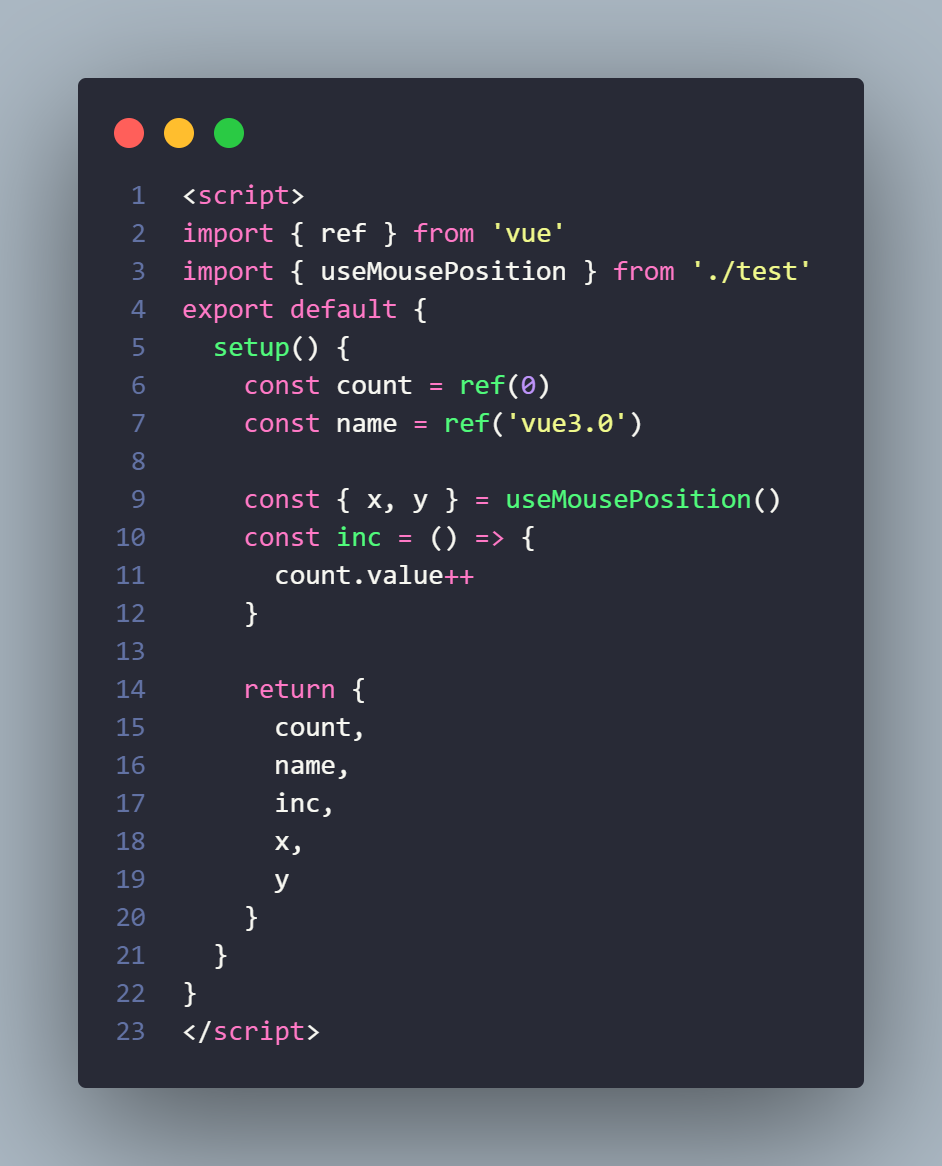 1 <script>
2 import { ref } from 'vue'
3 import { useMousePosition } from './test'
4 export default {
5   setup() {
6     const count = ref(0)
7     const name = ref('vue3.0')
8
9     const { x, y } = useMousePosition()
10     const inc = () => {
11       count.value++
12     }
13
14     return {
15       count,
16       name,
17       inc,
18       x,
19       y
20     }
21   }
22 }
23 </script>